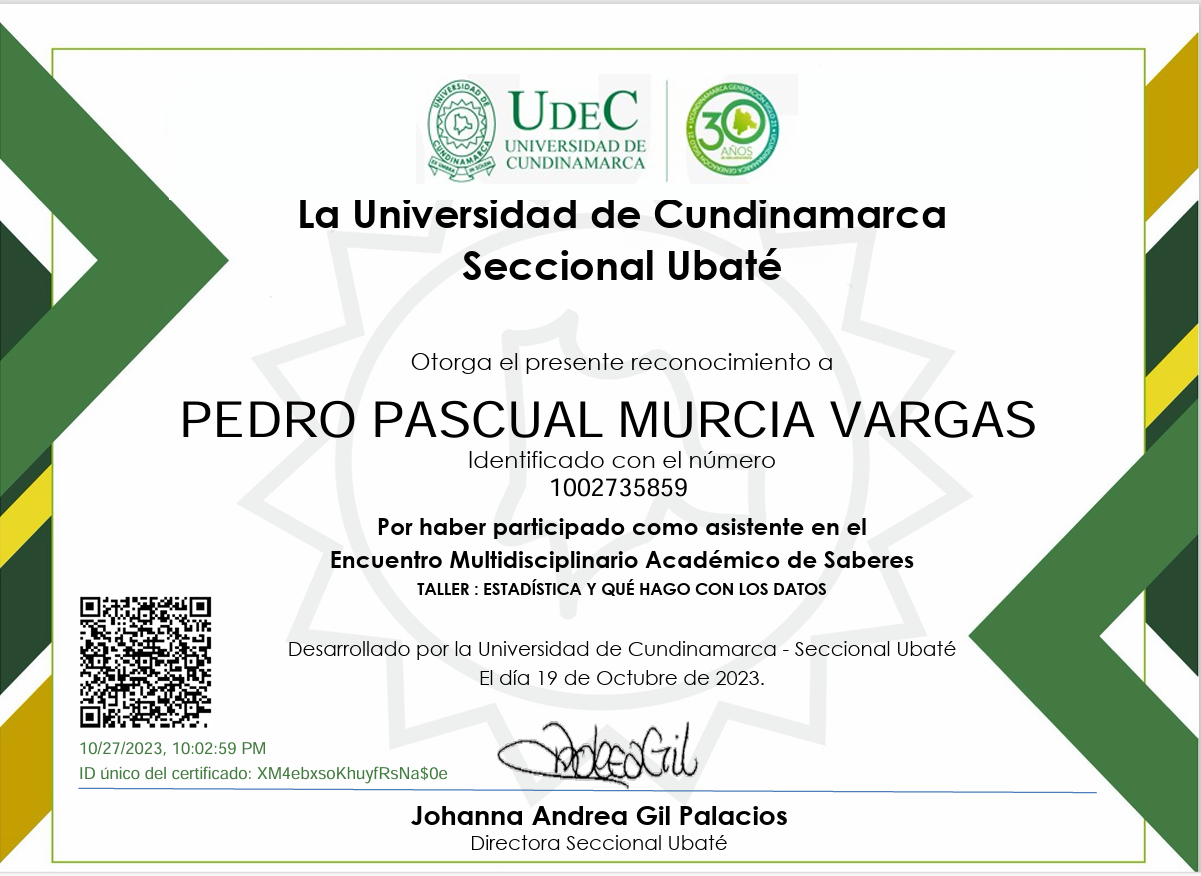 UNIVERSIDAD DE CUNDINAMARCA
UDEC
UNIVERSIDAD DE
CUNDINAMARCA
30
AÑOS
UCUNDINAMARCA GENERACIÓN SIGLO 21
La Universidad de Cundinamarca
Seccional Ubaté
Otorga el presente reconocimiento a
PEDRO PASCUAL MURCIA VARGAS
Identificado con el número
1002735859
Por haber participado como asistente en el
Encuentro Multidisciplinario Académico de Saberes
TALLER : ESTADÍSTICA Y QUÉ HAGO CON LOS DATOS
Desarrollado por la Universidad de Cundinamarca - Seccional Ubaté
El día 19 de Octubre de 2023.
10/27/2023, 10:02:59 PM
ID único del certificado: XM4ebxsoKhuyfRsNa$0e
Johanna Andrea Gil Palacios
Directora Seccional Ubaté